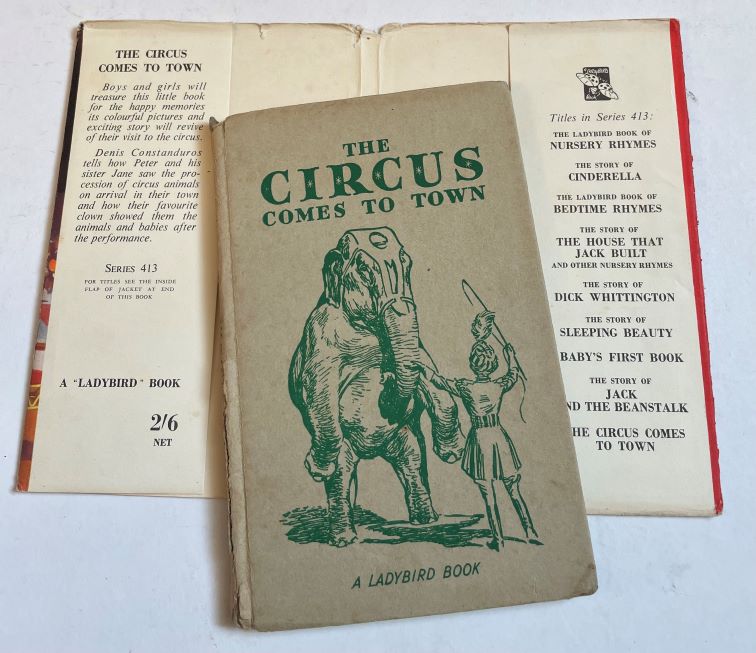 THE CIRCUS
COMES TO TOWN
Boys and girls will
treasure this little book
for the happy memories
its colourful pictures and
exciting story will revive
of their visit to the circus.
Denis Constanduros
tells how Peter and his
sister Jane saw the pro-
cession of circus animals
on arrival in their town
and how their favourite
clown showed them the
animals and babies after
the performance.
SERIES 413
FOR TITLES SEE THE INSIDE
FLAP OF JACKET AT END
OF THIS BOOK
A "LADYBIRD" BOOK
2/6
NET
THE
CIRCUS
COMES TO TOWN
A LADYBIRD BOOK
Titles in Series 413:
THE LADYBIRD BOOK OF
NURSERY RHYMES
THE STORY OF
CINDERELLA
THE LADYBIRD BOOK OF
BEDTIME RHYMES
THE STORY OF
THE HOUSE THAT
JACK BUILT
AND OTHER NURSERY RHYMES
THE STORY OF
DICK WHITTINGTON
THE STORY OF
SLEEPING BEAUTY
BABY'S FIRST BOOK
THE STORY OF
JACK
ND THE BEANSTALK
HE CIRCUS COMES
TO TOWN